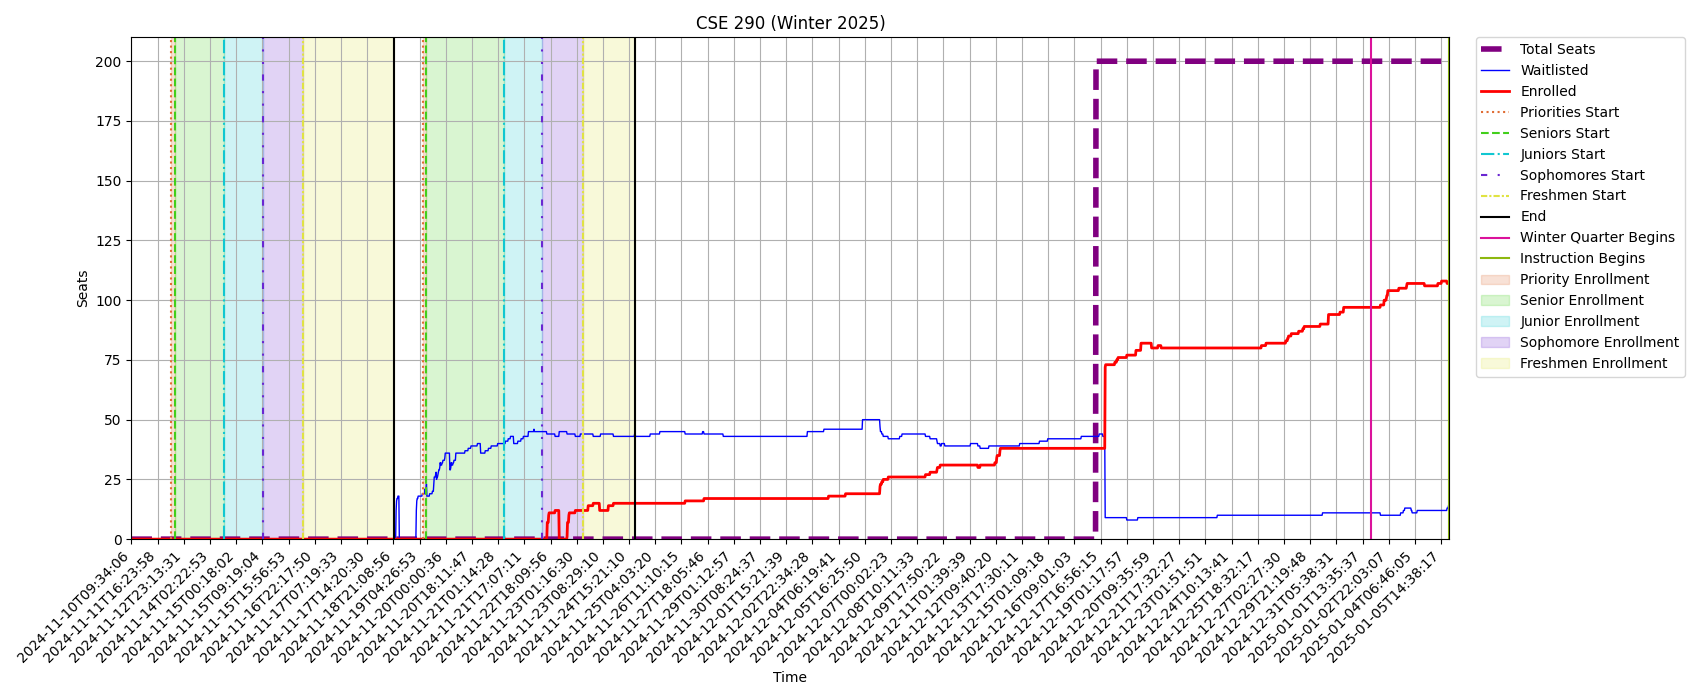 CSE 290 (Winter 2025)
Seats
200
175
150
125
100
75
50
25
0
2024-11-10T09:34:06
2024-11-11T16:23:58
2024-11-12T23:13:31
2024-11-14T02:22:53
2024-11-15T00:18:02
2024-11-15T09:19:04
2024-11-15T15:56:53
2024-11-16T22:17:50
2024-11-17T07:19:33
2024-11-17T14:20:30
2024-11-18T21:08:56
2024-11-19T04:26:53
2024-11-20T00:00:36
2024-11-20T18:11:47
2024-11-21T01:14:28
2024-11-21T17:07:11
2024-11-22T18:09:56
2024-11-23T01:16:30
2024-11-23T08:29:10
2024-11-24T15:21:10
2024-11-25T04:03:20
2024-11-26T11:10:15
2024-11-27T18:05:46
2024-11-29T01:12:57
2024-11-30T08:24:37
2024-12-01T15:21:39
2024-12-02T22:34:28
2024-12-04T06:19:41
2024-12-05T16:25:50
2024-12-07T00:02:23
2024-12-08T10:11:33
2024-12-09T17:50:22
2024-12-11T01:39:39
2024-12-12T09:40:20
2024-12-13T17:30:11
2024-12-15T01:09:18
2024-12-16T09:01:03
2024-12-17T16:56:15
2024-12-19T01:17:57
2024-12-20T09:35:59
2024-12-21T17:32:27
2024-12-23T01:51:51
2024-12-24T10:13:41
2024-12-25T18:32:17
2024-12-27T02:27:30
2024-12-29T21:19:48
2024-12-31T05:38:31
2025-01-01T13:35:37
2025-01-02T22:03:07
2025-01-04T06:46:05
2025-01-05T14:38:17
Time
Total Seats
Waitlisted
Enrolled
Priorities Start
Seniors Start
Juniors Start
Sophomores Start
Freshmen Start
End
Winter Quarter Begins
Instruction Begins
Priority Enrollment
Senior Enrollment
Junior Enrollment
Sophomore Enrollment
Freshmen Enrollment